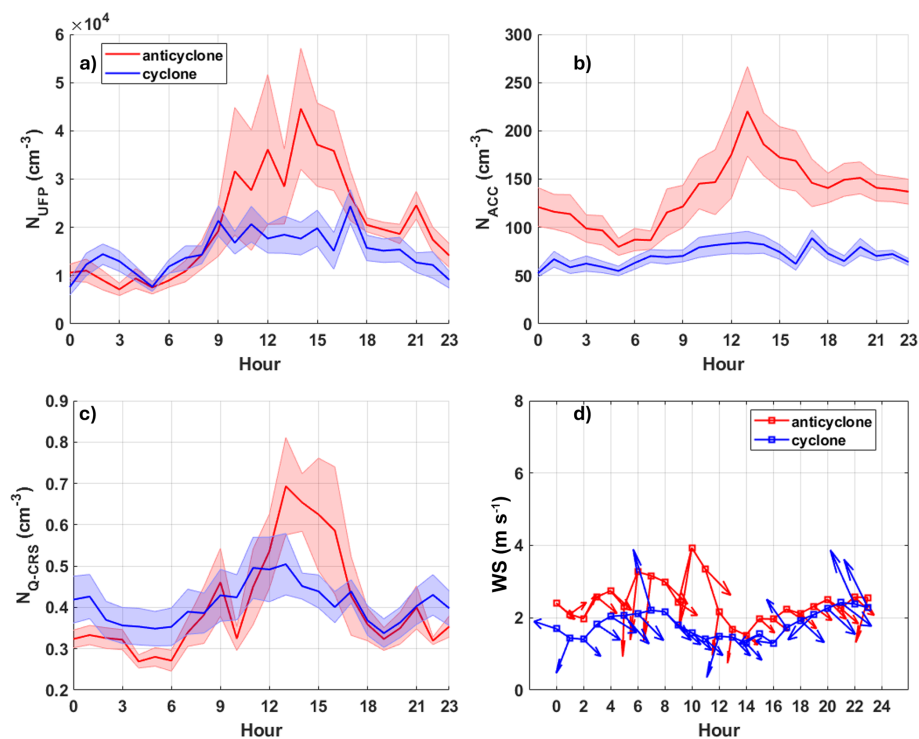 ×10⁴
a)
anticyclone
cyclone
N_UFP (cm⁻³)
6
5
4
3
2
1
0
0 3 6 9 12 15 18 21 23
Hour
b)
N_ACC (cm⁻³)
300
250
200
150
100
50
0
0 3 6 9 12 15 18 21 23
Hour
c)
N_Q-CRS (cm⁻³)
0.9
0.8
0.7
0.6
0.5
0.4
0.3
0.2
0 3 6 9 12 15 18 21 23
Hour
d)
anticyclone
cyclone
WS (m s⁻¹)
8
6
4
2
0
0 2 4 6 8 10 12 14 16 18 20 22 24
Hour